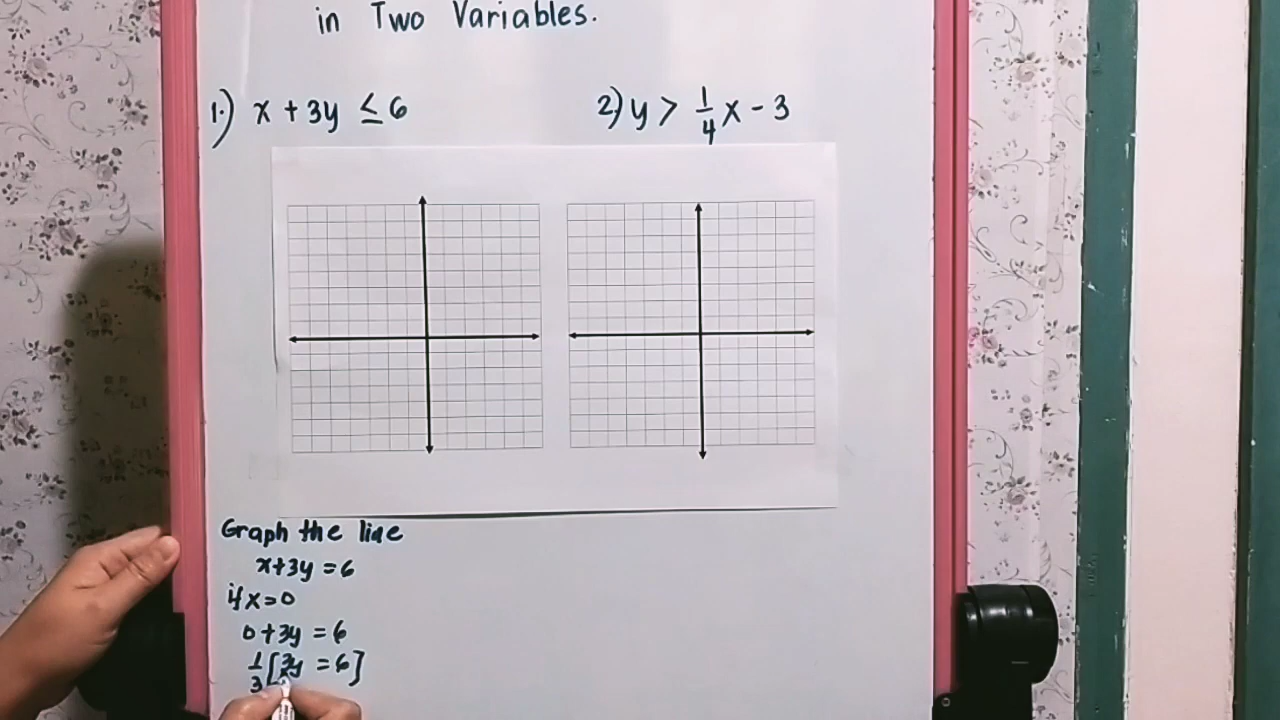 in Two Variables.
1.) x + 3y ≤ 6
2) y > 1/4 x - 3
Graph the line
x+3y = 6
if x = 0
0 + 3y = 6
1/3 [3y = 6]